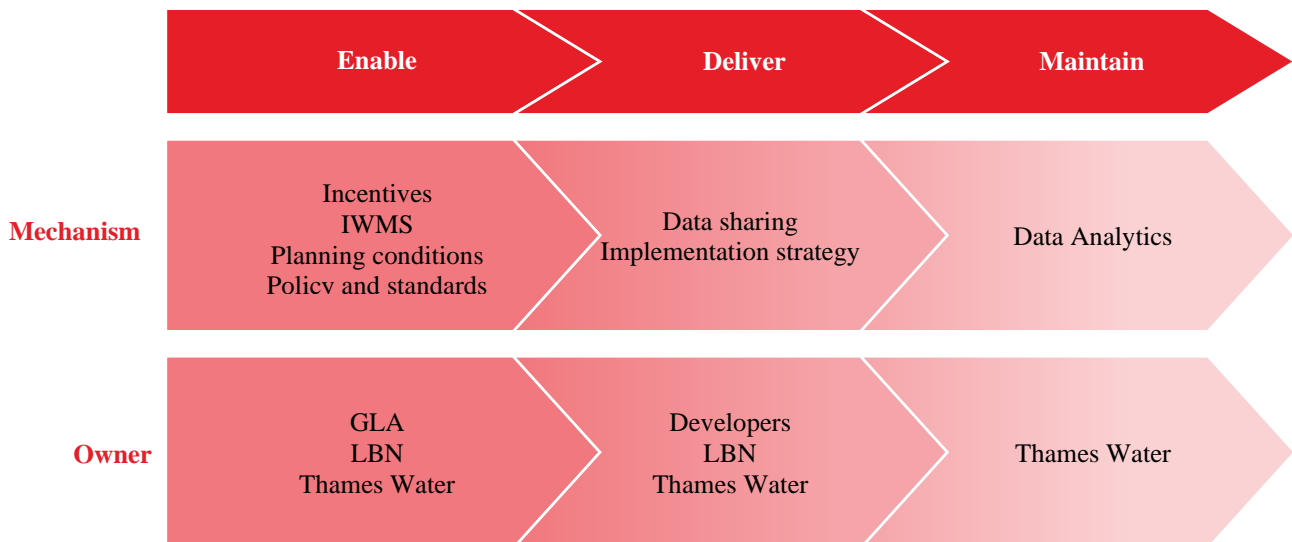 Enable
Deliver
Maintain
Mechanism
Incentives
IWMS
Planning conditions
Policv and standards
Data sharing
Implementation strategy
Data Analytics
Owner
GLA
LBN
Thames Water
Developers
LBN
Thames Water
Thames Water